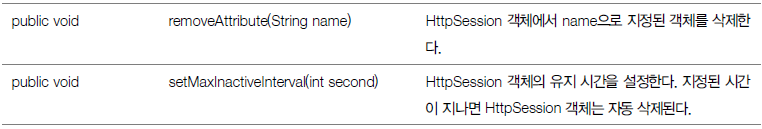 public void removeAttribute(String name) HttpSession 객체에서 name으로 지정된 객체를 삭제한
다.
public void setMaxInactiveInterval(int second) HttpSession 객체의 유지 시간을 설정한다. 지정된 시간
이 지나면 HttpSession 객체는 자동 삭제된다.